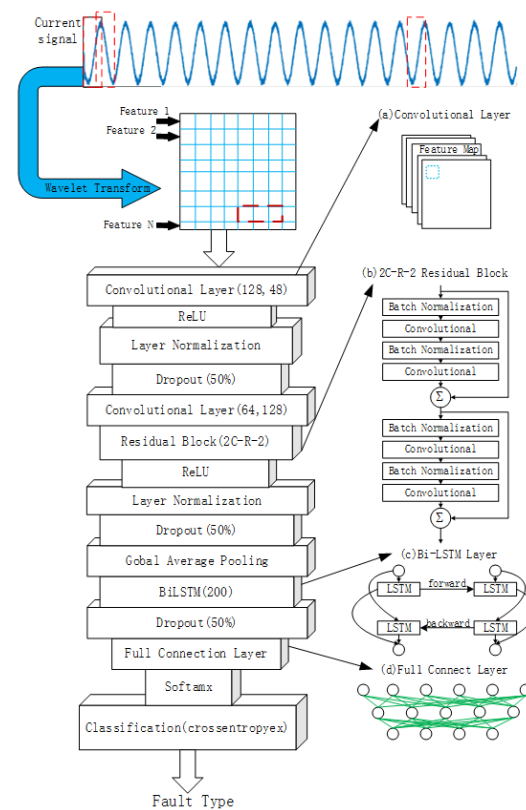 Current
signal
Feature 1
Feature 2
Wavelet Transform
Feature N
(a)Convolutional Layer
Feature Map
Convolutional Layer(128,48)
ReLU
Layer Normalization
Dropout(50%)
Convolutional Layer(64,128)
Residual Block(2C-R-2)
ReLU
Layer Normalization
Dropout(50%)
Gobal Average Pooling
BiLSTM(200)
Dropout(50%)
Full Connection Layer
Softamx
Classification(crossentropyex)
Fault Type
(b)2C-R-2 Residual Block
Batch Normalization
Convolutional
Batch Normalization
Convolutional
Σ
Batch Normalization
Convolutional
Batch Normalization
Convolutional
Σ
(c)Bi-LSTM Layer
LSTM forward LSTM
LSTM backward LSTM
(d)Full Connect Layer